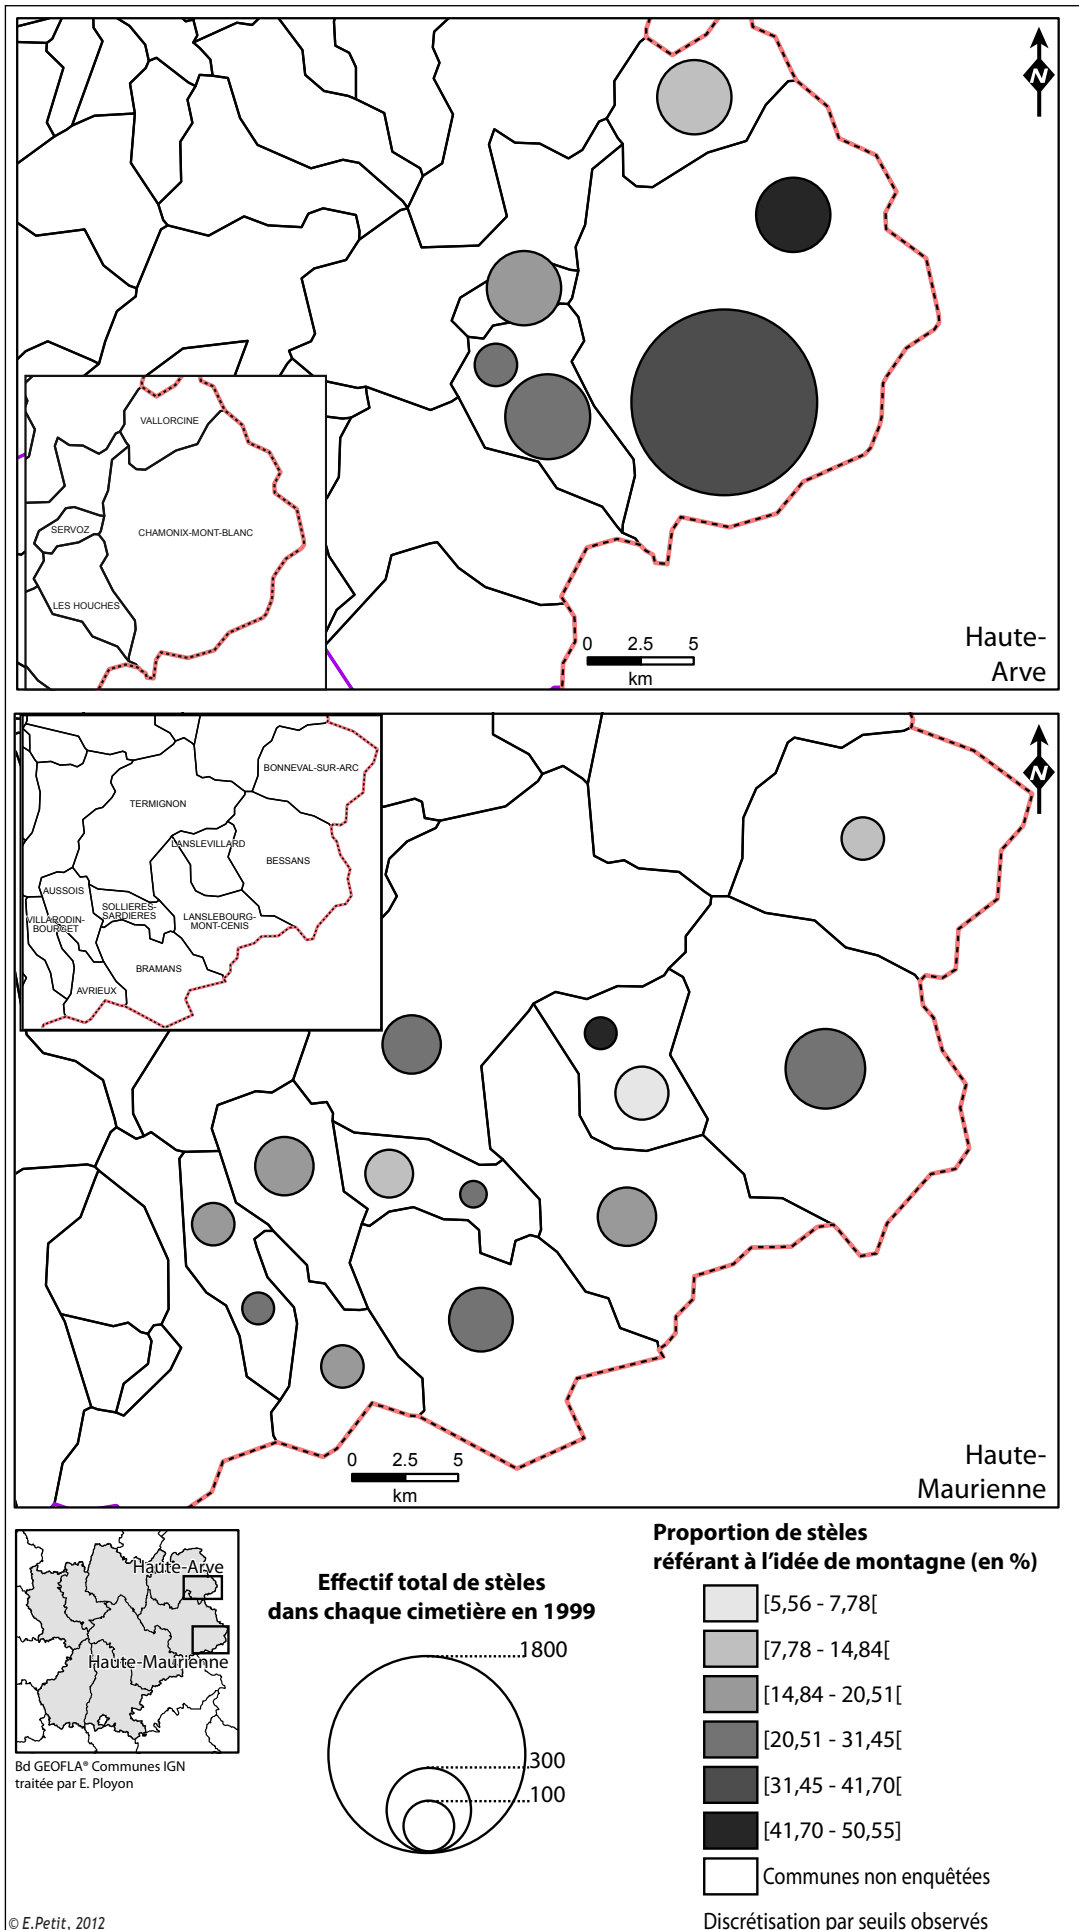 N
VALLORCINE
SERVOZ
CHAMONIX-MONT-BLANC
LES HOUCHES
0 2.5 5
km
Haute-
Arve
N
BONNEVAL-SUR-ARC
TERMIGNON
LANSLEVILLARD
BESSANS
AUSSOIS
SOLLIERES-
SARDIERES
VILLARODIN-
BOURGET
LANSLEBOURG-
MONT-CENIS
BRAMANS
AVRIEUX
0 2.5 5
km
Haute-
Maurienne
Haute-Arve
Haute-Maurienne
Bd GEOFLA® Communes IGN
traitée par E. Ployon
Effectif total de stèles
dans chaque cimetière en 1999
1800
300
100
Proportion de stèles
référant à l’idée de montagne (en %)
[5,56 - 7,78[
[7,78 - 14,84[
[14,84 - 20,51[
[20,51 - 31,45[
[31,45 - 41,70[
[41,70 - 50,55]
Communes non enquêtées
Discrétisation par seuils observés
© E.Petit, 2012